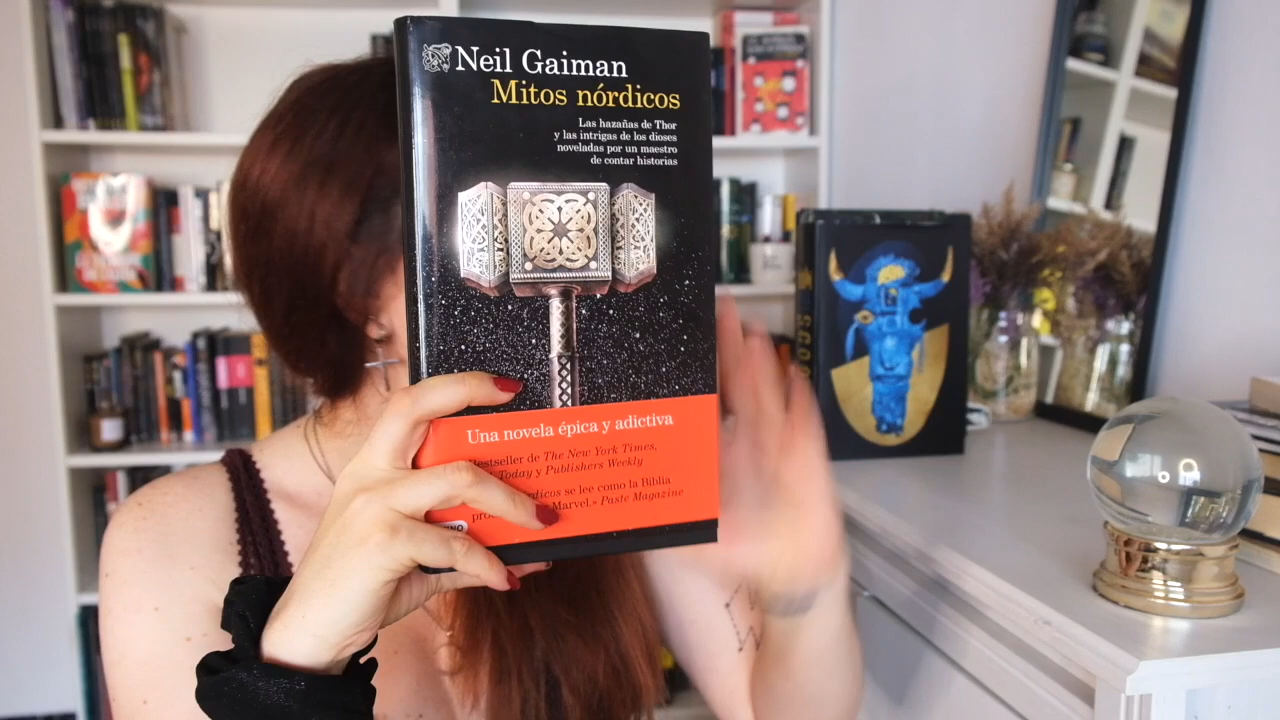 Neil Gaiman
Mitos nórdicos
Las hazañas de Thor
y las intrigas de los dioses
noveladas por un maestro
de contar historias
Una novela épica y adictiva
Bestseller de The New York Times,
Today y Publishers Weekly
se lee como la Biblia
Marvel.» Paste Magazine